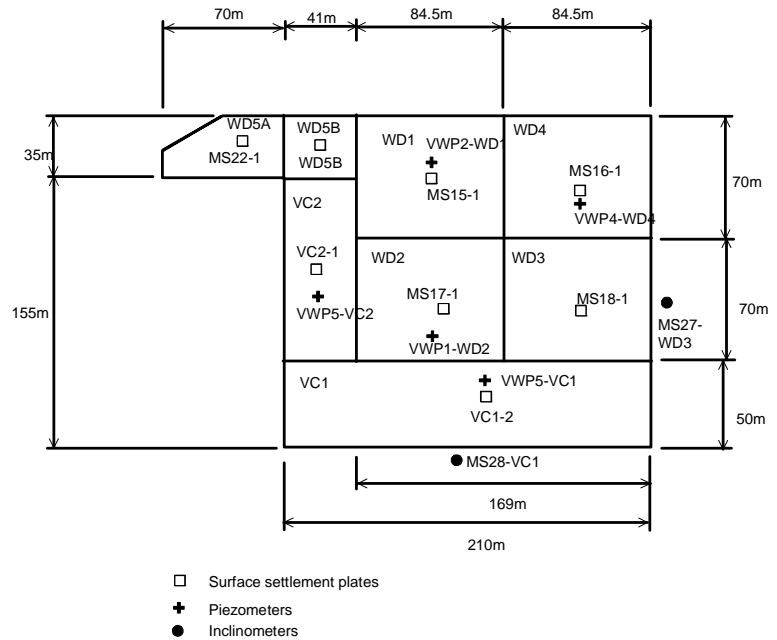 70m
41m
84.5m
84.5m
WD5A
MS22-1
WD5B
WD5B
WD1
VWP2-WD1
MS15-1
WD4
MS16-1
VWP4-WD4
35m
70m
VC2
VC2-1
VWP5-VC2
WD2
MS17-1
VWP1-WD2
WD3
MS18-1
MS27-
WD3
155m
70m
VC1
VWP5-VC1
VC1-2
50m
MS28-VC1
169m
210m
Surface settlement plates
Piezometers
Inclinometers